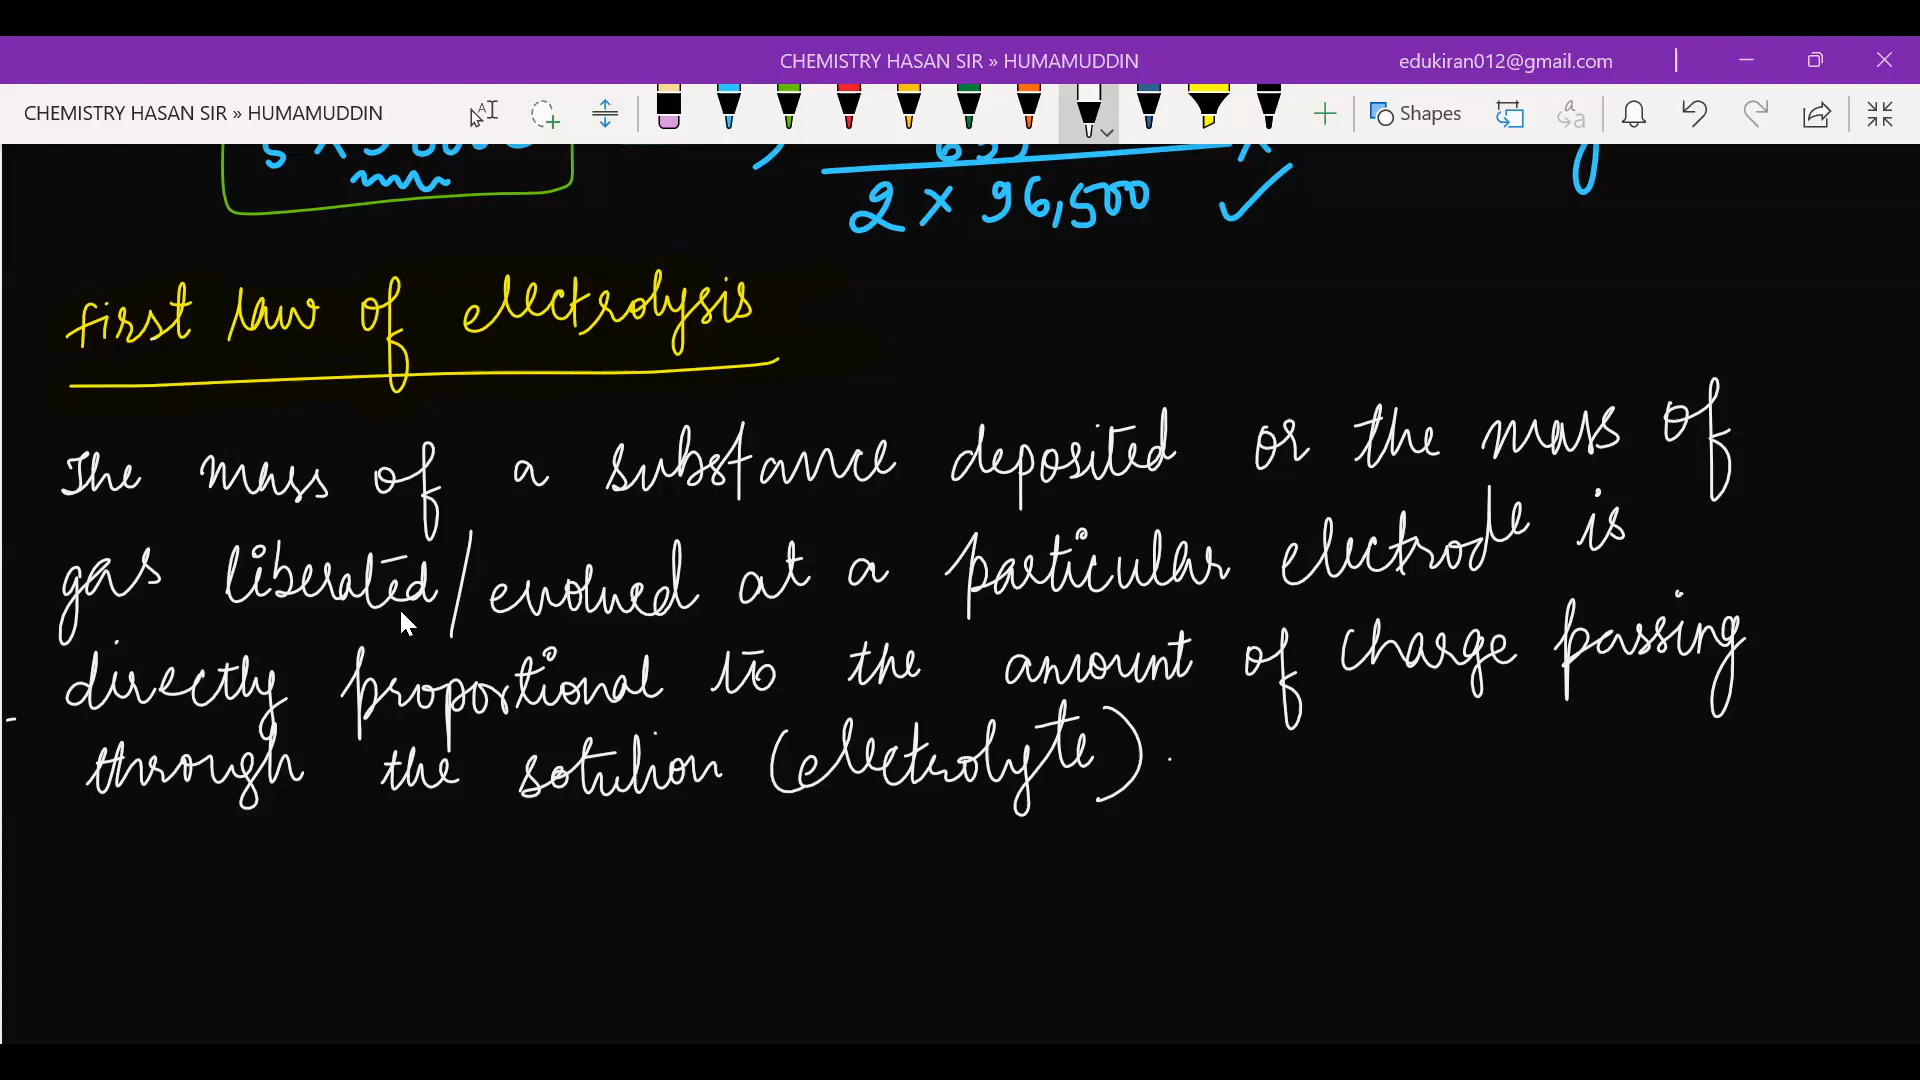 CHEMISTRY HASAN SIR » HUMAMUDDIN
edukiran012@gmail.com
CHEMISTRY HASAN SIR » HUMAMUDDIN
Shapes
2 × 96,500
first law of electrolysis
The mass of a substance deposited or the mass of
gas liberated/evolved at a particular electrode is
directly proportional to the amount of charge passing
through the solution (electrolyte).